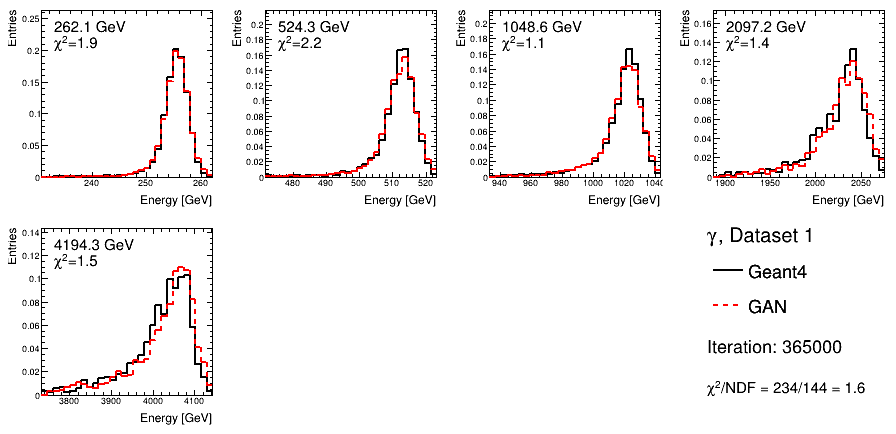 262.1 GeV
χ²=1.9
Entries
0.2
0.15
0.1
0.05
0
240
250
260
Energy [GeV]
524.3 GeV
χ²=2.2
Entries
0.2
0.18
0.16
0.14
0.12
0.1
0.08
0.06
0.04
0.02
0
480
490
500
510
520
Energy [GeV]
1048.6 GeV
χ²=1.1
Entries
0.2
0.18
0.16
0.14
0.12
0.1
0.08
0.06
0.04
0.02
0
940
960
980
1000
1020
1040
Energy [GeV]
2097.2 GeV
χ²=1.4
Entries
0.16
0.14
0.12
0.1
0.08
0.06
0.04
0.02
0
1900
1950
2000
2050
Energy [GeV]
4194.3 GeV
χ²=1.5
Entries
0.14
0.12
0.1
0.08
0.06
0.04
0.02
0
3800
3900
4000
4100
Energy [GeV]
γ, Dataset 1
Geant4
GAN
Iteration: 365000
χ²/NDF = 234/144 = 1.6